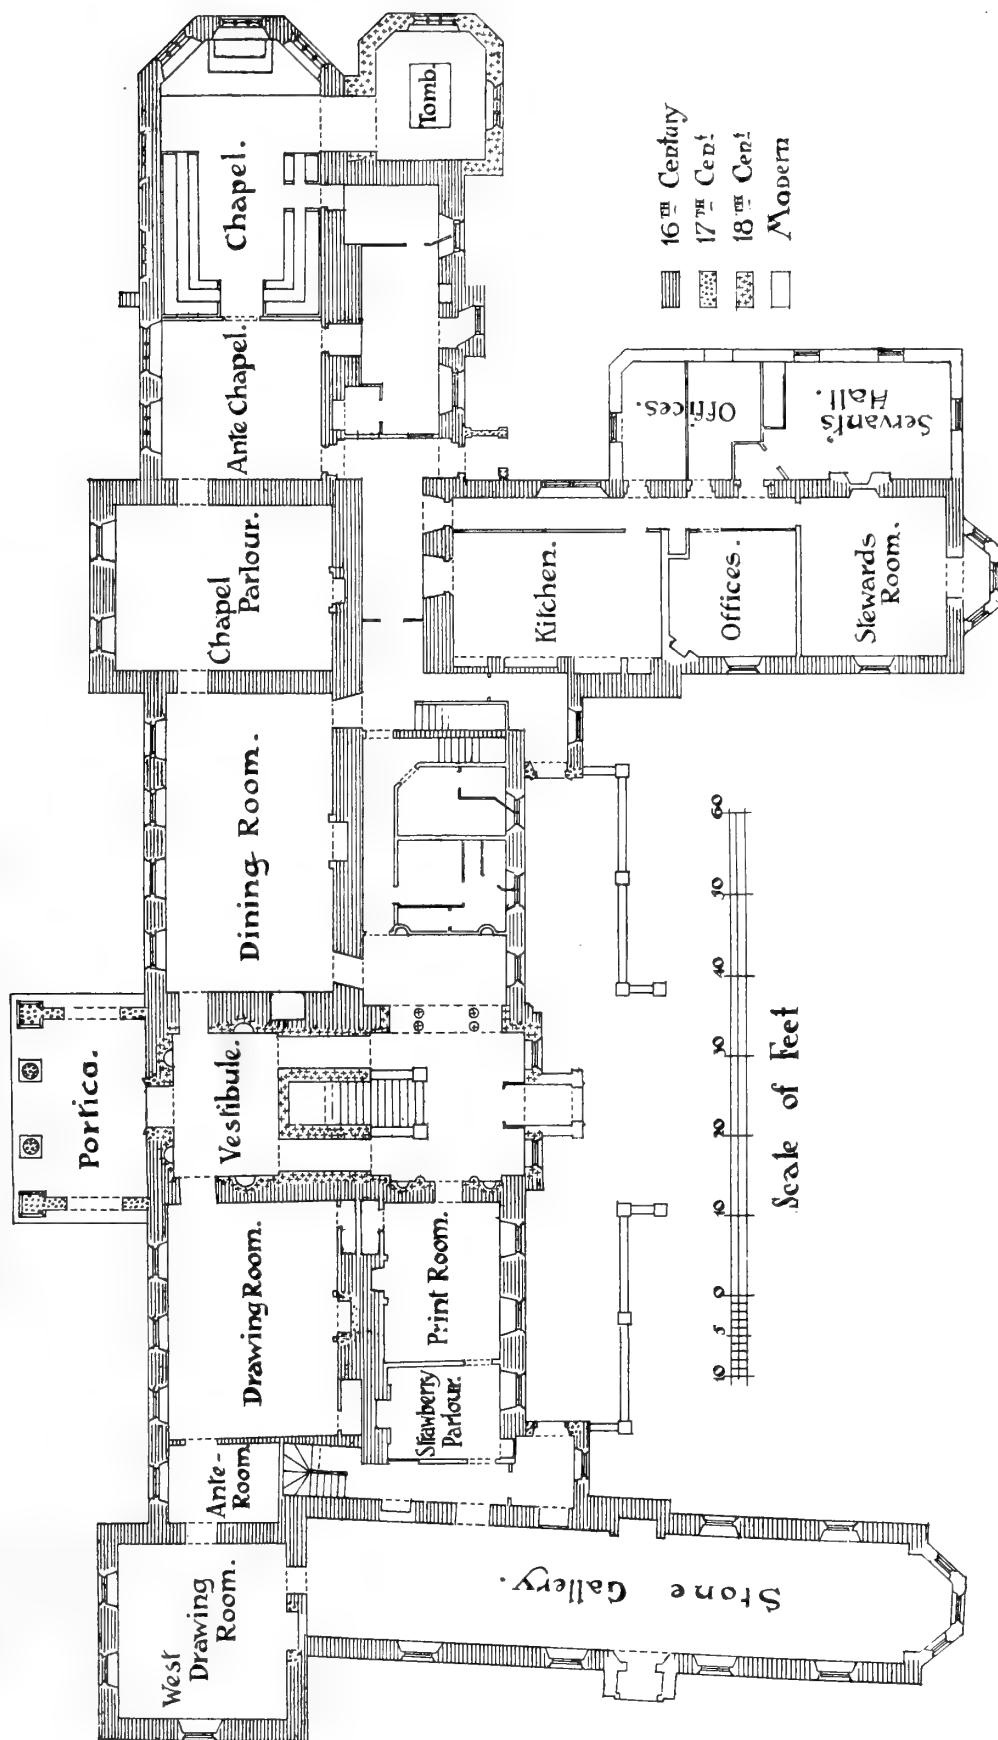 Portico.
West
Drawing
Room.
Ante-
Room
Drawing Room.
Vestibule.
Dining Room.
Chapel
Parlour.
Ante Chapel.
Chapel.
Tomb.
Strawberry
Parlour.
Print Room.
Kitchen.
Offices.
Stewards
Room.
Offices.
Servants'
Hall.
Stone Gallery.
16TH Century
17TH Cent
18TH Cent
Modern
10 5 0 10 20 30 40 50 60
Scale of Feet